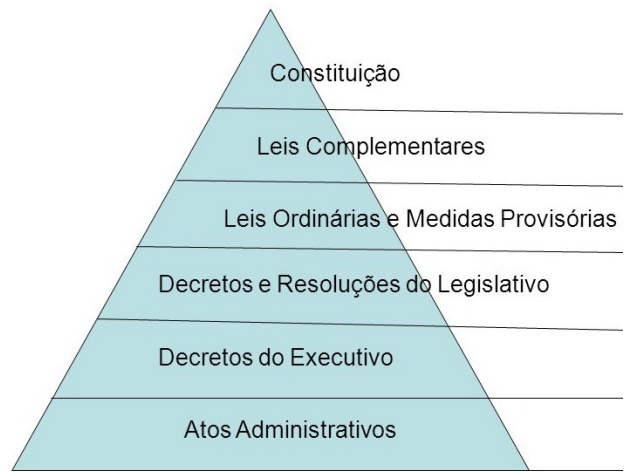 Constituição
Leis Complementares
Leis Ordinárias e Medidas Provisórias
Decretos e Resoluções do Legislativo
Decretos do Executivo
Atos Administrativos